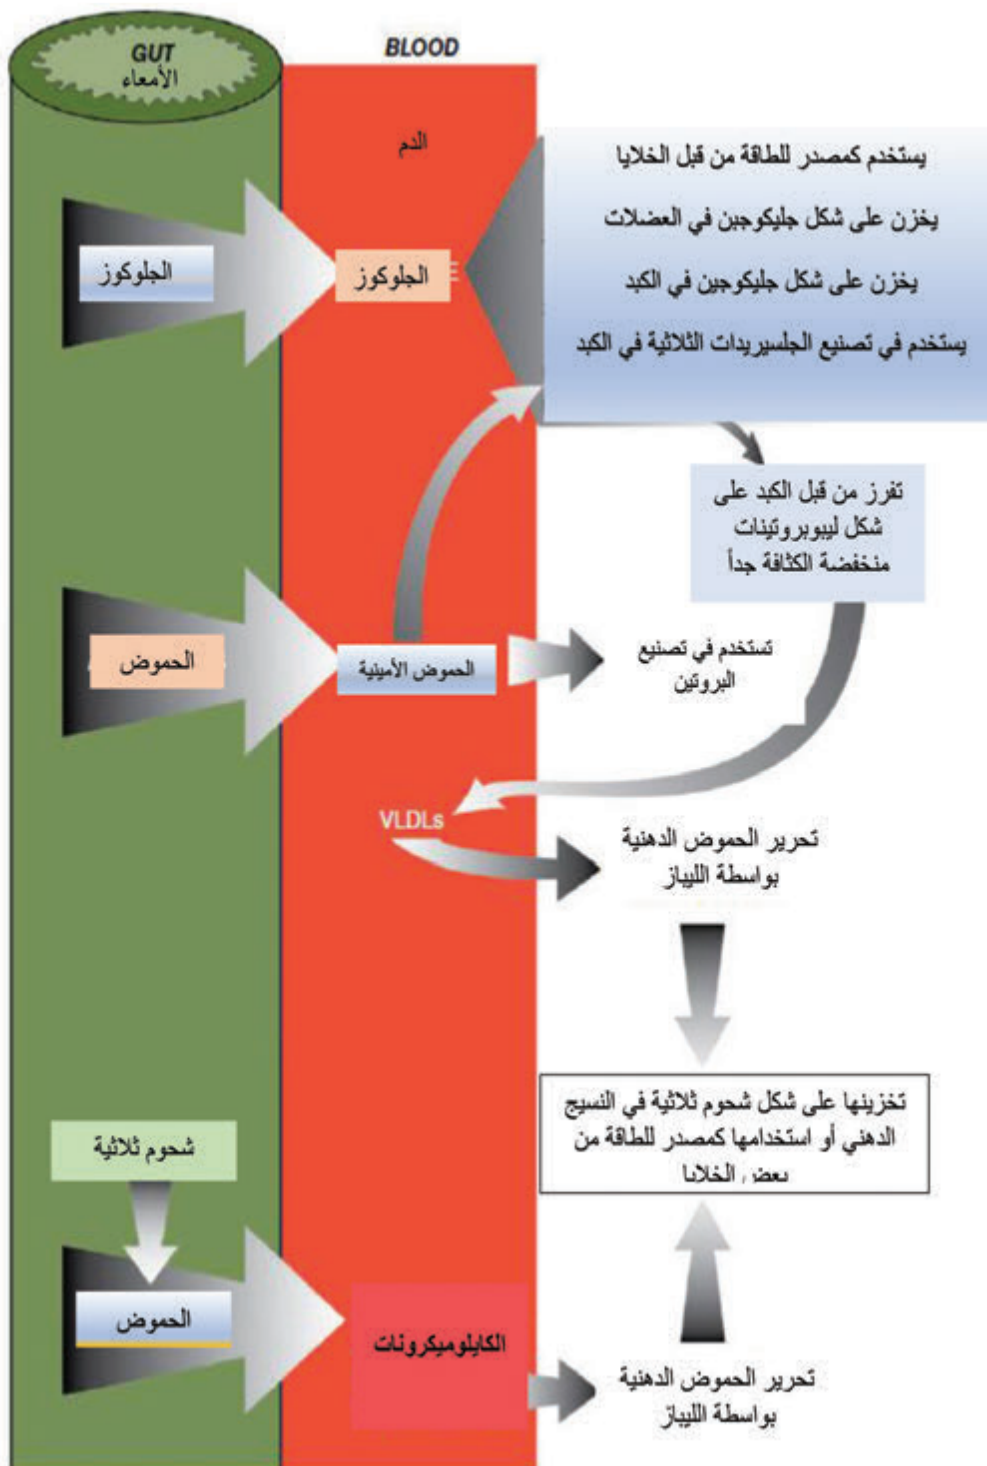 GUT
الأمعاء
BLOOD
الدم
يستخدم كمصدر للطاقة من قبل الخلايا
يخزن على شكل جليكوجين في العضلات
يخزن على شكل جليكوجين في الكبد
يستخدم في تصنيع الجلسيريدات الثلاثية في الكبد
الجلوكوز
الجلوكوز
تفرز من قبل الكبد على
شكل ليبوبروتينات
منخفضة الكثافة جداً
الحموض
الحموض الأمينية
تستخدم في تصنيع
البروتين
VLDLs
تحرير الحموض الدهنية
بواسطة الليباز
تخزينها على شكل شحوم ثلاثية في النسيج
الدهني أو استخدامها كمصدر للطاقة من
بعض الخلايا
شحوم ثلاثية
الحموض
الكايلوميكرونات
تحرير الحموض الدهنية
بواسطة الليباز